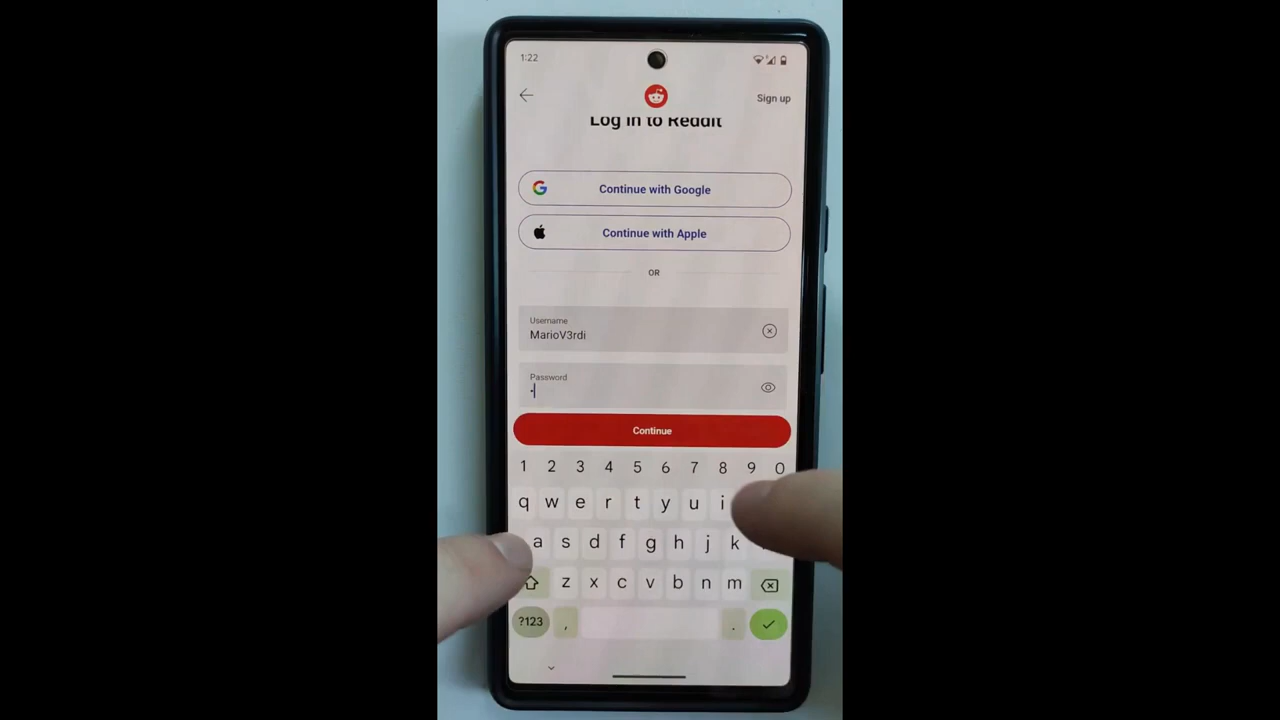 1:22
Sign up
Log in to Reddit
Continue with Google
Continue with Apple
OR
Username
MarioV3rdi
Password
Continue
1 2 3 4 5 6 7 8 9 0
q w e r t y u i
a s d f g h j k
z x c v b n m
?123 , .